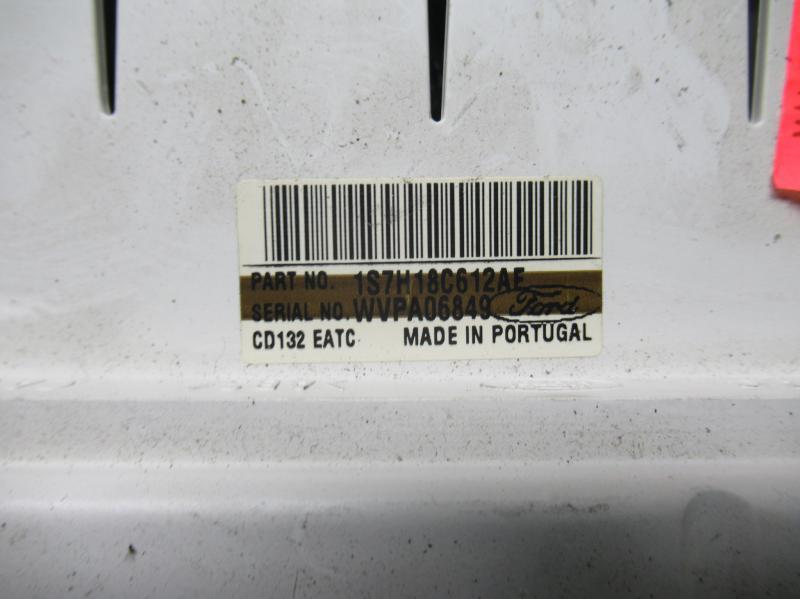 PART NO. 1S7H18C612AE
SERIAL NO. WVPA06849 Ford
CD132 EATC MADE IN PORTUGAL